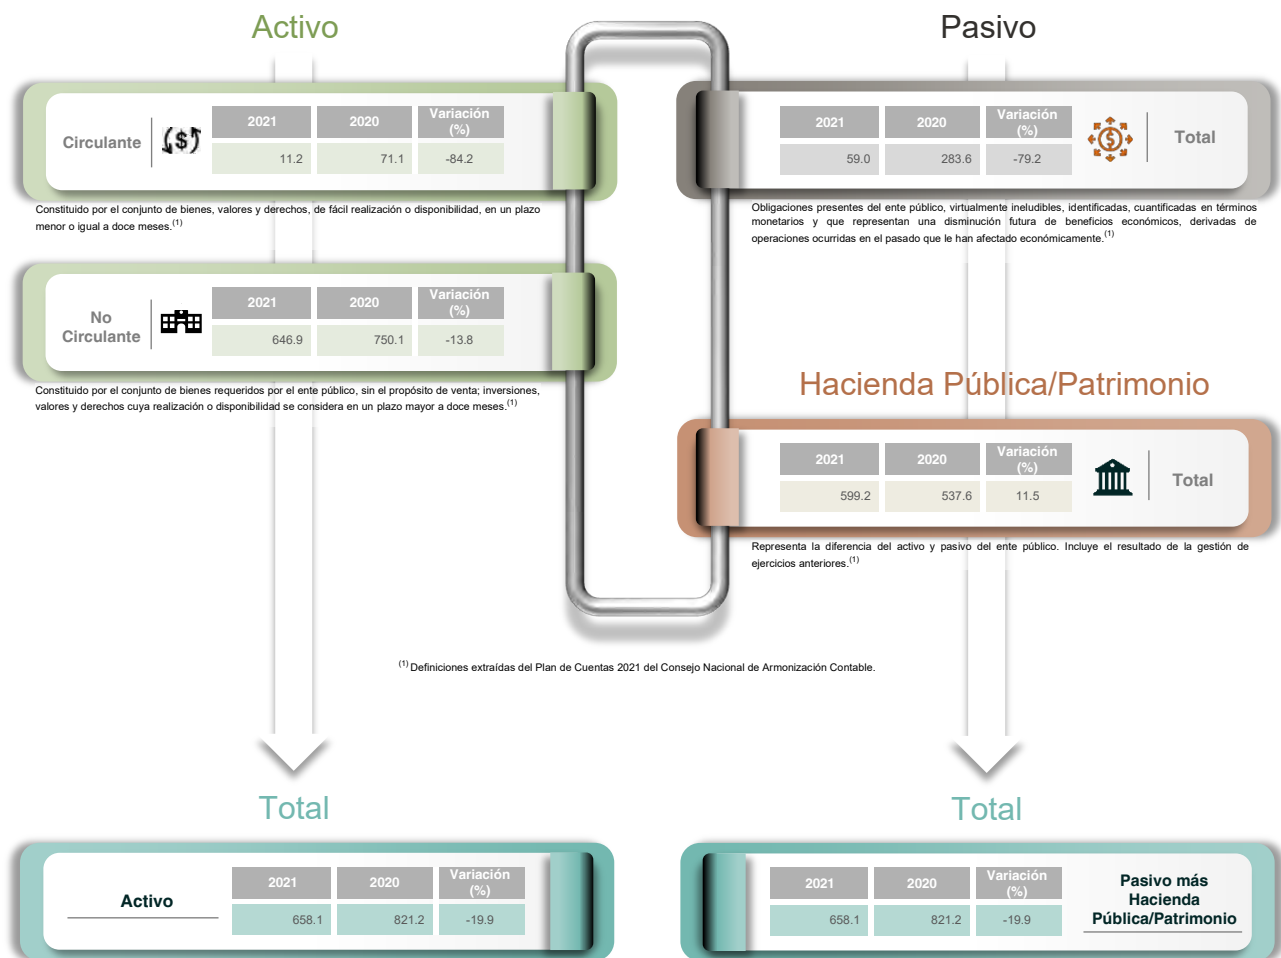 Activo
Circulante
2021 2020 Variación (%)
11.2 71.1 -84.2
Constituido por el conjunto de bienes, valores y derechos, de fácil realización o disponibilidad, en un plazo
menor o igual a doce meses.(1)
No
Circulante
2021 2020 Variación (%)
646.9 750.1 -13.8
Constituido por el conjunto de bienes requeridos por el ente público, sin el propósito de venta; inversiones,
valores y derechos cuya realización o disponibilidad se considera en un plazo mayor a doce meses.(1)
Pasivo
2021 2020 Variación (%)
59.0 283.6 -79.2
Total
Obligaciones presentes del ente público, virtualmente ineludibles, identificadas, cuantificadas en términos
monetarios y que representan una disminución futura de beneficios económicos, derivadas de
operaciones ocurridas en el pasado que le han afectado económicamente.(1)
Hacienda Pública/Patrimonio
2021 2020 Variación (%)
599.2 537.6 11.5
Total
Representa la diferencia del activo y pasivo del ente público. Incluye el resultado de la gestión de
ejercicios anteriores.(1)
(1) Definiciones extraídas del Plan de Cuentas 2021 del Consejo Nacional de Armonización Contable.
Total
Activo
2021 2020 Variación (%)
658.1 821.2 -19.9
Total
2021 2020 Variación (%)
658.1 821.2 -19.9
Pasivo más
Hacienda
Pública/Patrimonio